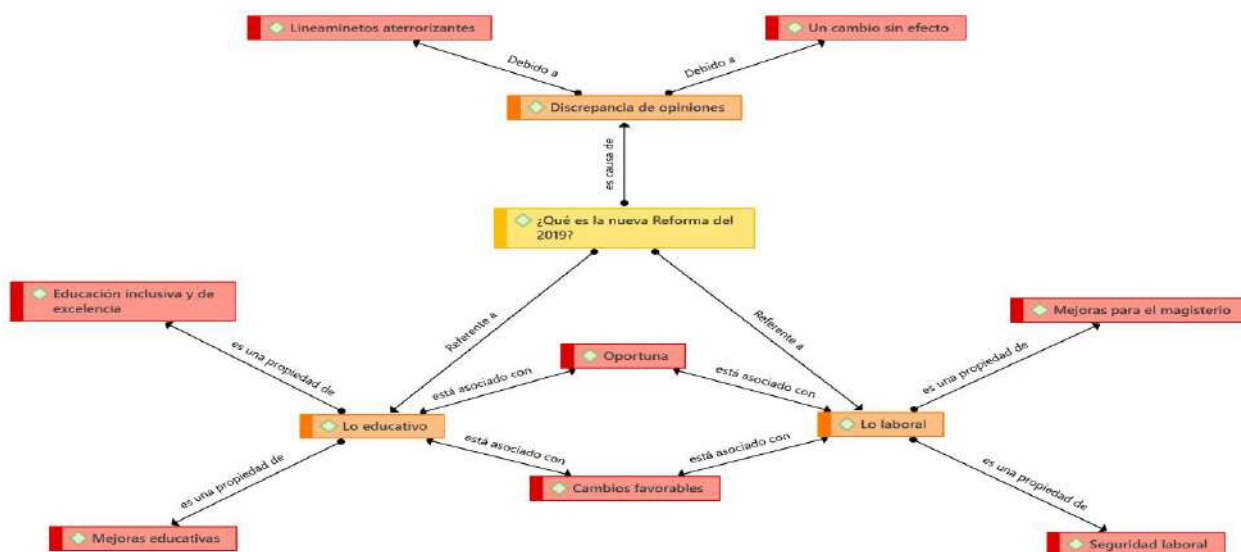 Lineaminetos aterrorizantes
Un cambio sin efecto
Debido a
Debido a
Discrepancia de opiniones
es causa de
¿Qué es la nueva Reforma del
2019?
Educación inclusiva y de
excelencia
Mejoras para el magisterio
Referente a
Referente a
es una propiedad de
Oportuna
es una propiedad de
está asociado con
está asociado con
Lo educativo
Lo laboral
está asociado con
está asociado con
es una propiedad de
Cambios favorables
es una propiedad de
Mejoras educativas
Seguridad laboral